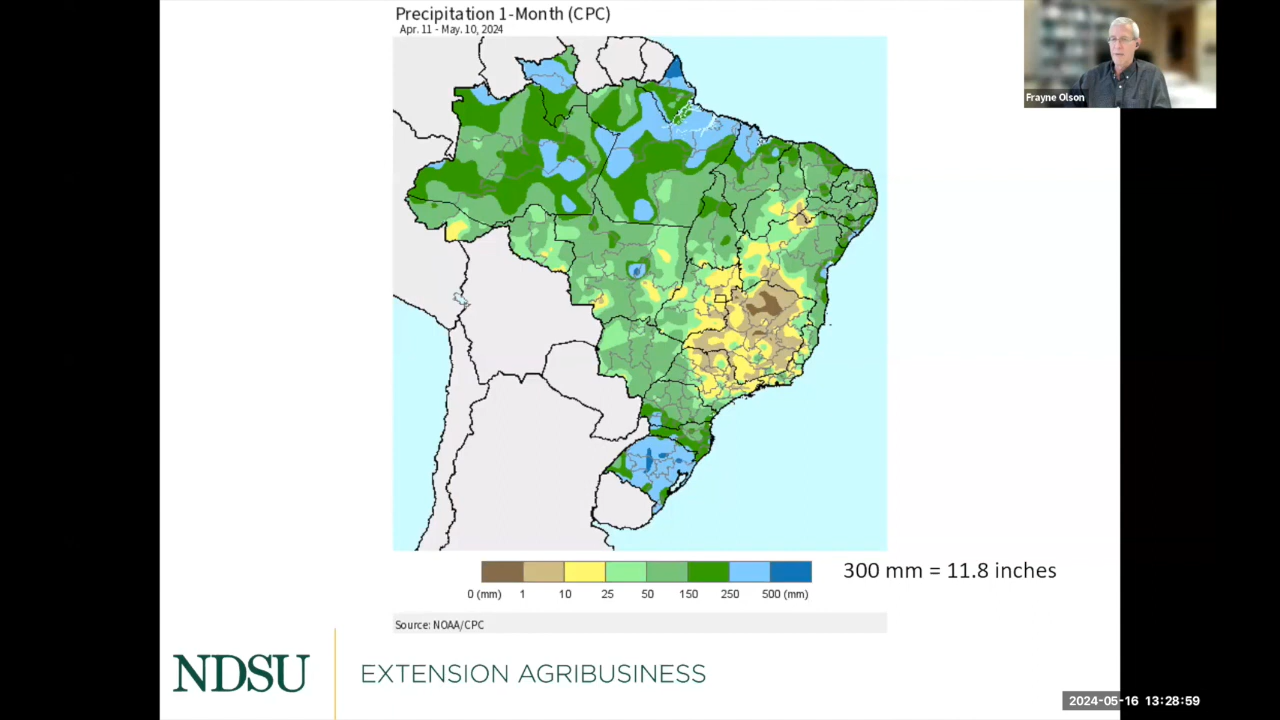 Precipitation 1-Month (CPC)
Apr. 11 - May. 10, 2024
Frayne Olson
300 mm = 11.8 inches
0 (mm) 1 10 25 50 150 250 500 (mm)
Source: NOAA/CPC
NDSU EXTENSION AGRIBUSINESS
2024-05-16 13:28:59